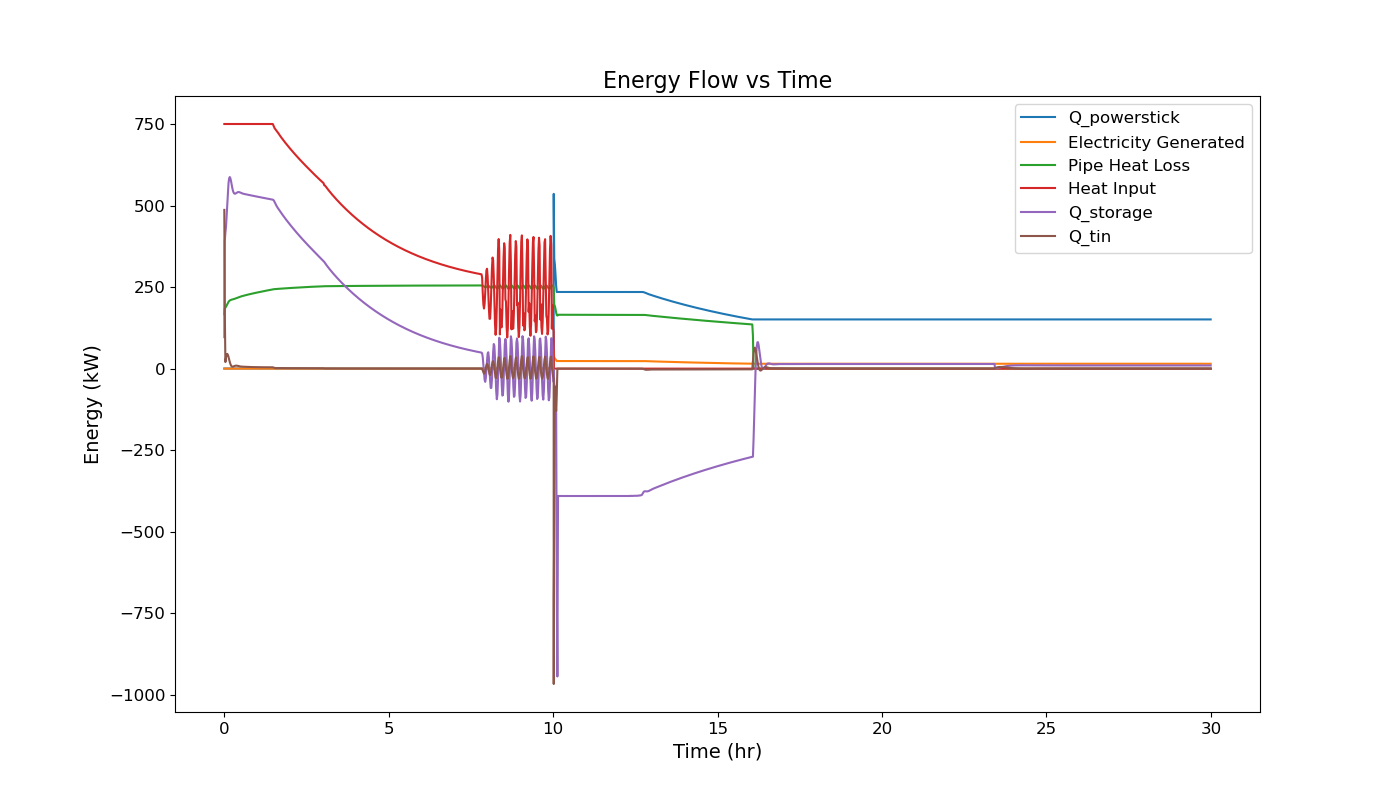 Energy Flow vs Time
Q_powerstick
Electricity Generated
Pipe Heat Loss
Heat Input
Q_storage
Q_tin
Energy (kW)
750
500
250
0
−250
−500
−750
−1000
0 5 10 15 20 25 30
Time (hr)